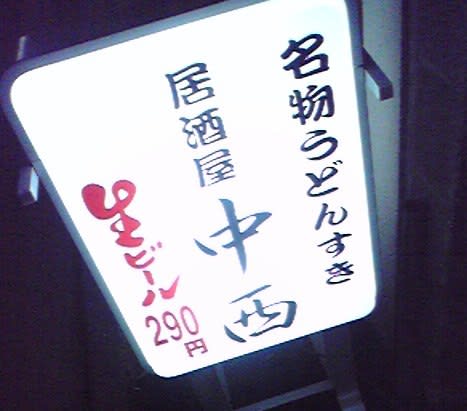 名物うどんすき
居酒屋
中西
生ビール
290円